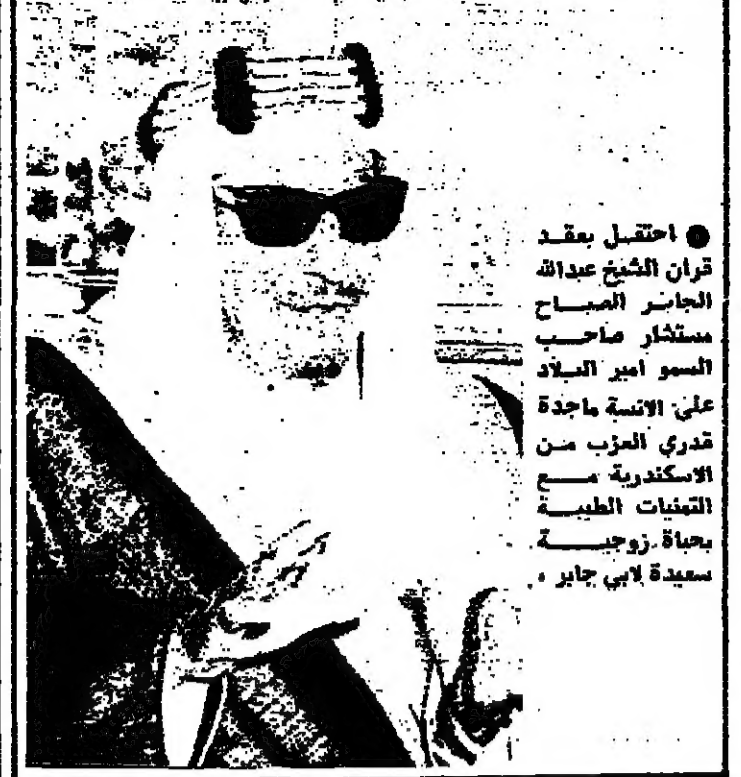 ● احتفل بعقد
قران الشيخ عبدالله
الجابر الصباح
مستشار صاحب
السمو امير البلاد
على الانسة ماجدة
قدري العزب من
الاسكندرية مع
التمنيات الطيبة
بحياة زوجية
سعيدة لابي جابر .